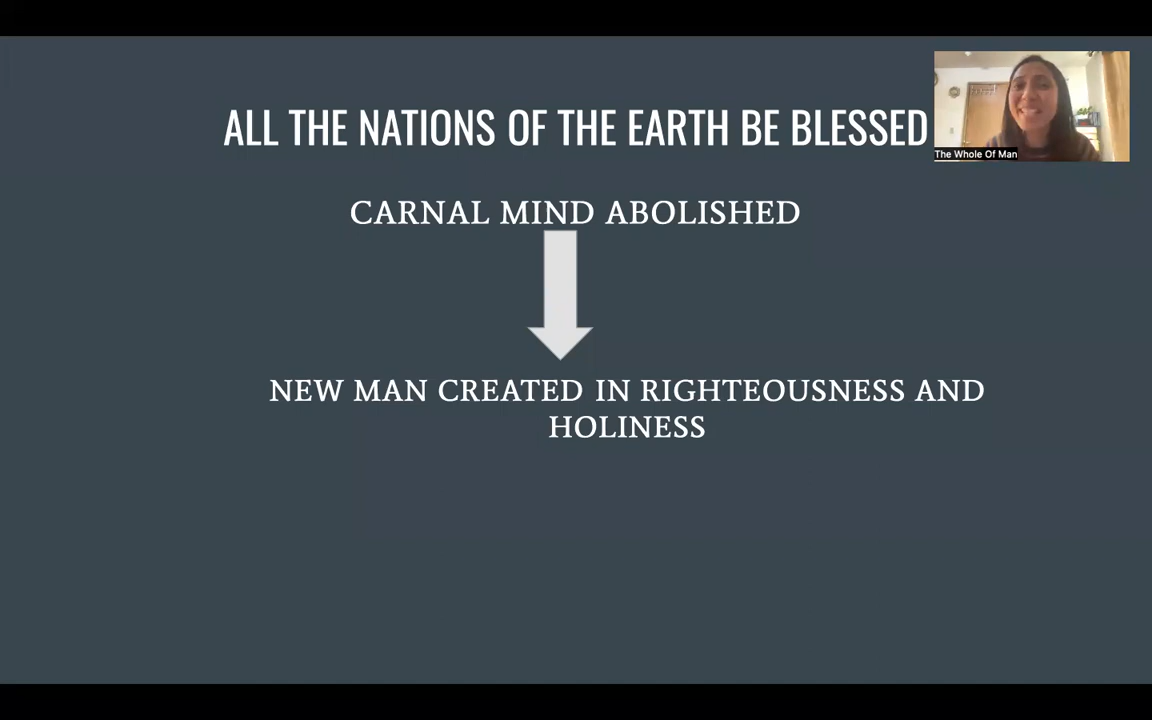 ALL THE NATIONS OF THE EARTH BE BLESSED
The Whole Of Man
CARNAL MIND ABOLISHED
NEW MAN CREATED IN RIGHTEOUSNESS AND
HOLINESS